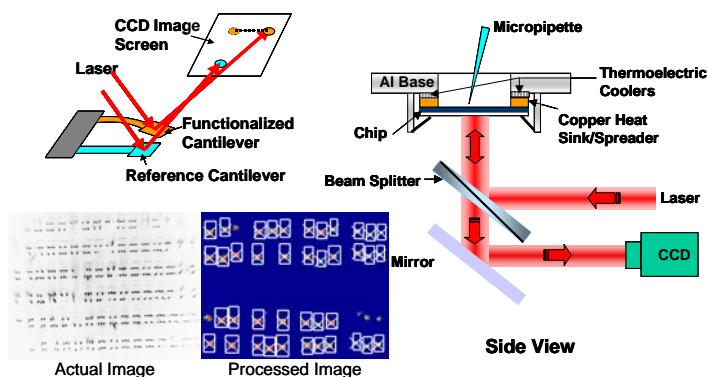 CCD Image
Screen
Laser
Functionalized
Cantilever
Reference Cantilever
Actual Image
Processed Image
Micropipette
Al Base
Thermoelectric
Coolers
Chip
Copper Heat
Sink/Spreader
Beam Splitter
Laser
Mirror
CCD
Side View